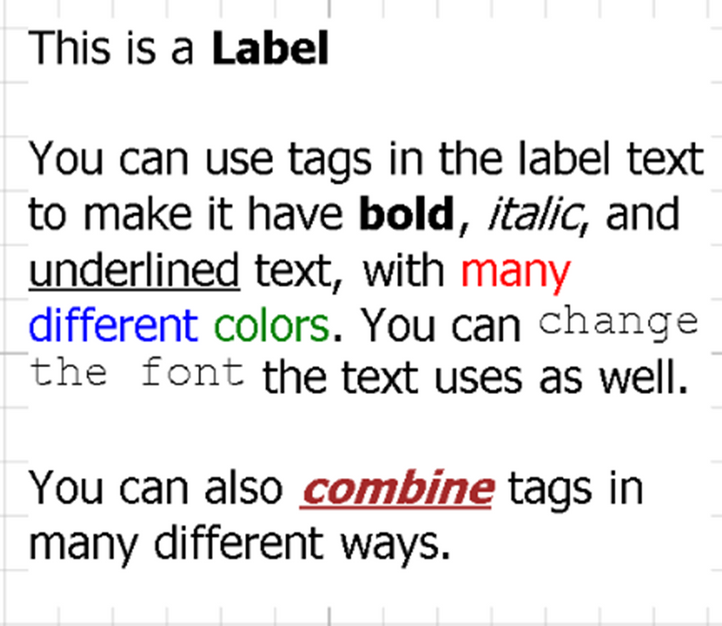 This is a Label
You can use tags in the label text
to make it have bold, italic, and
underlined text, with many
different colors. You can change
the font the text uses as well.
You can also combine tags in
many different ways.